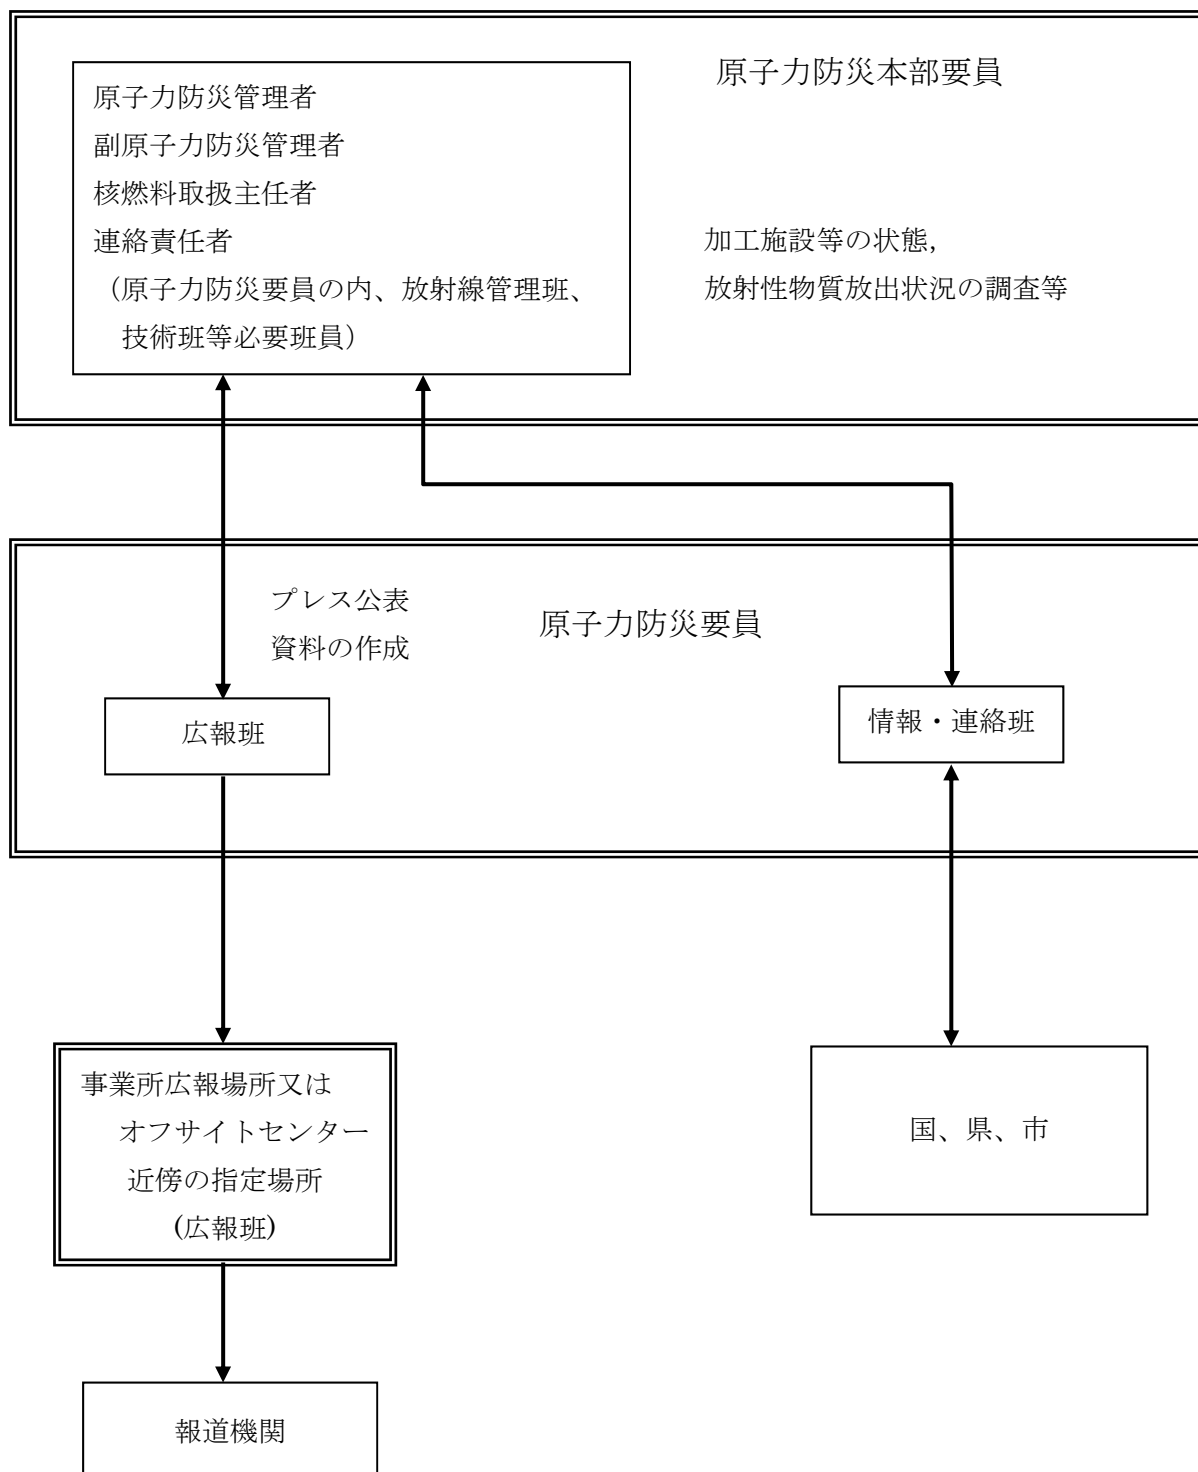 原子力防災本部要員
原子力防災管理者
副原子力防災管理者
核燃料取扱主任者
連絡責任者
（原子力防災要員の内、放射線管理班、
技術班等必要班員）
加工施設等の状態，
放射性物質放出状況の調査等
プレス公表
資料の作成
原子力防災要員
広報班
情報・連絡班
事業所広報場所又は
オフサイトセンター
近傍の指定場所
(広報班)
国、県、市
報道機関